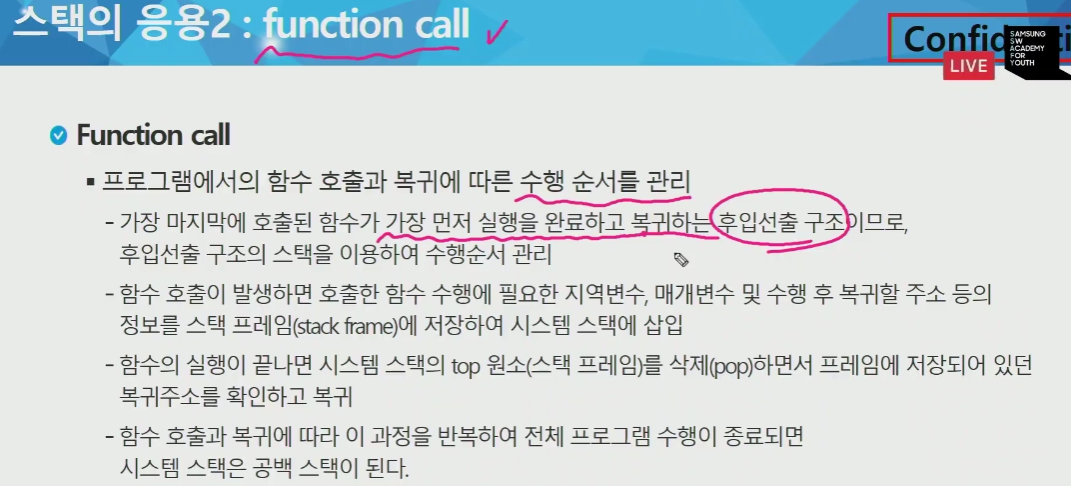 스택의 응용2 : function call
Confid
SAMSUNG
SW
ACADEMY
FOR
YOUTH
LIVE
Function call
▪ 프로그램에서의 함수 호출과 복귀에 따른 수행 순서를 관리
- 가장 마지막에 호출된 함수가 가장 먼저 실행을 완료하고 복귀하는 후입선출 구조이므로,
후입선출 구조의 스택을 이용하여 수행순서 관리
- 함수 호출이 발생하면 호출한 함수 수행에 필요한 지역변수, 매개변수 및 수행 후 복귀할 주소 등의
정보를 스택 프레임(stack frame)에 저장하여 시스템 스택에 삽입
- 함수의 실행이 끝나면 시스템 스택의 top 원소(스택 프레임)를 삭제(pop)하면서 프레임에 저장되어 있던
복귀주소를 확인하고 복귀
- 함수 호출과 복귀에 따라 이 과정을 반복하여 전체 프로그램 수행이 종료되면
시스템 스택은 공백 스택이 된다.